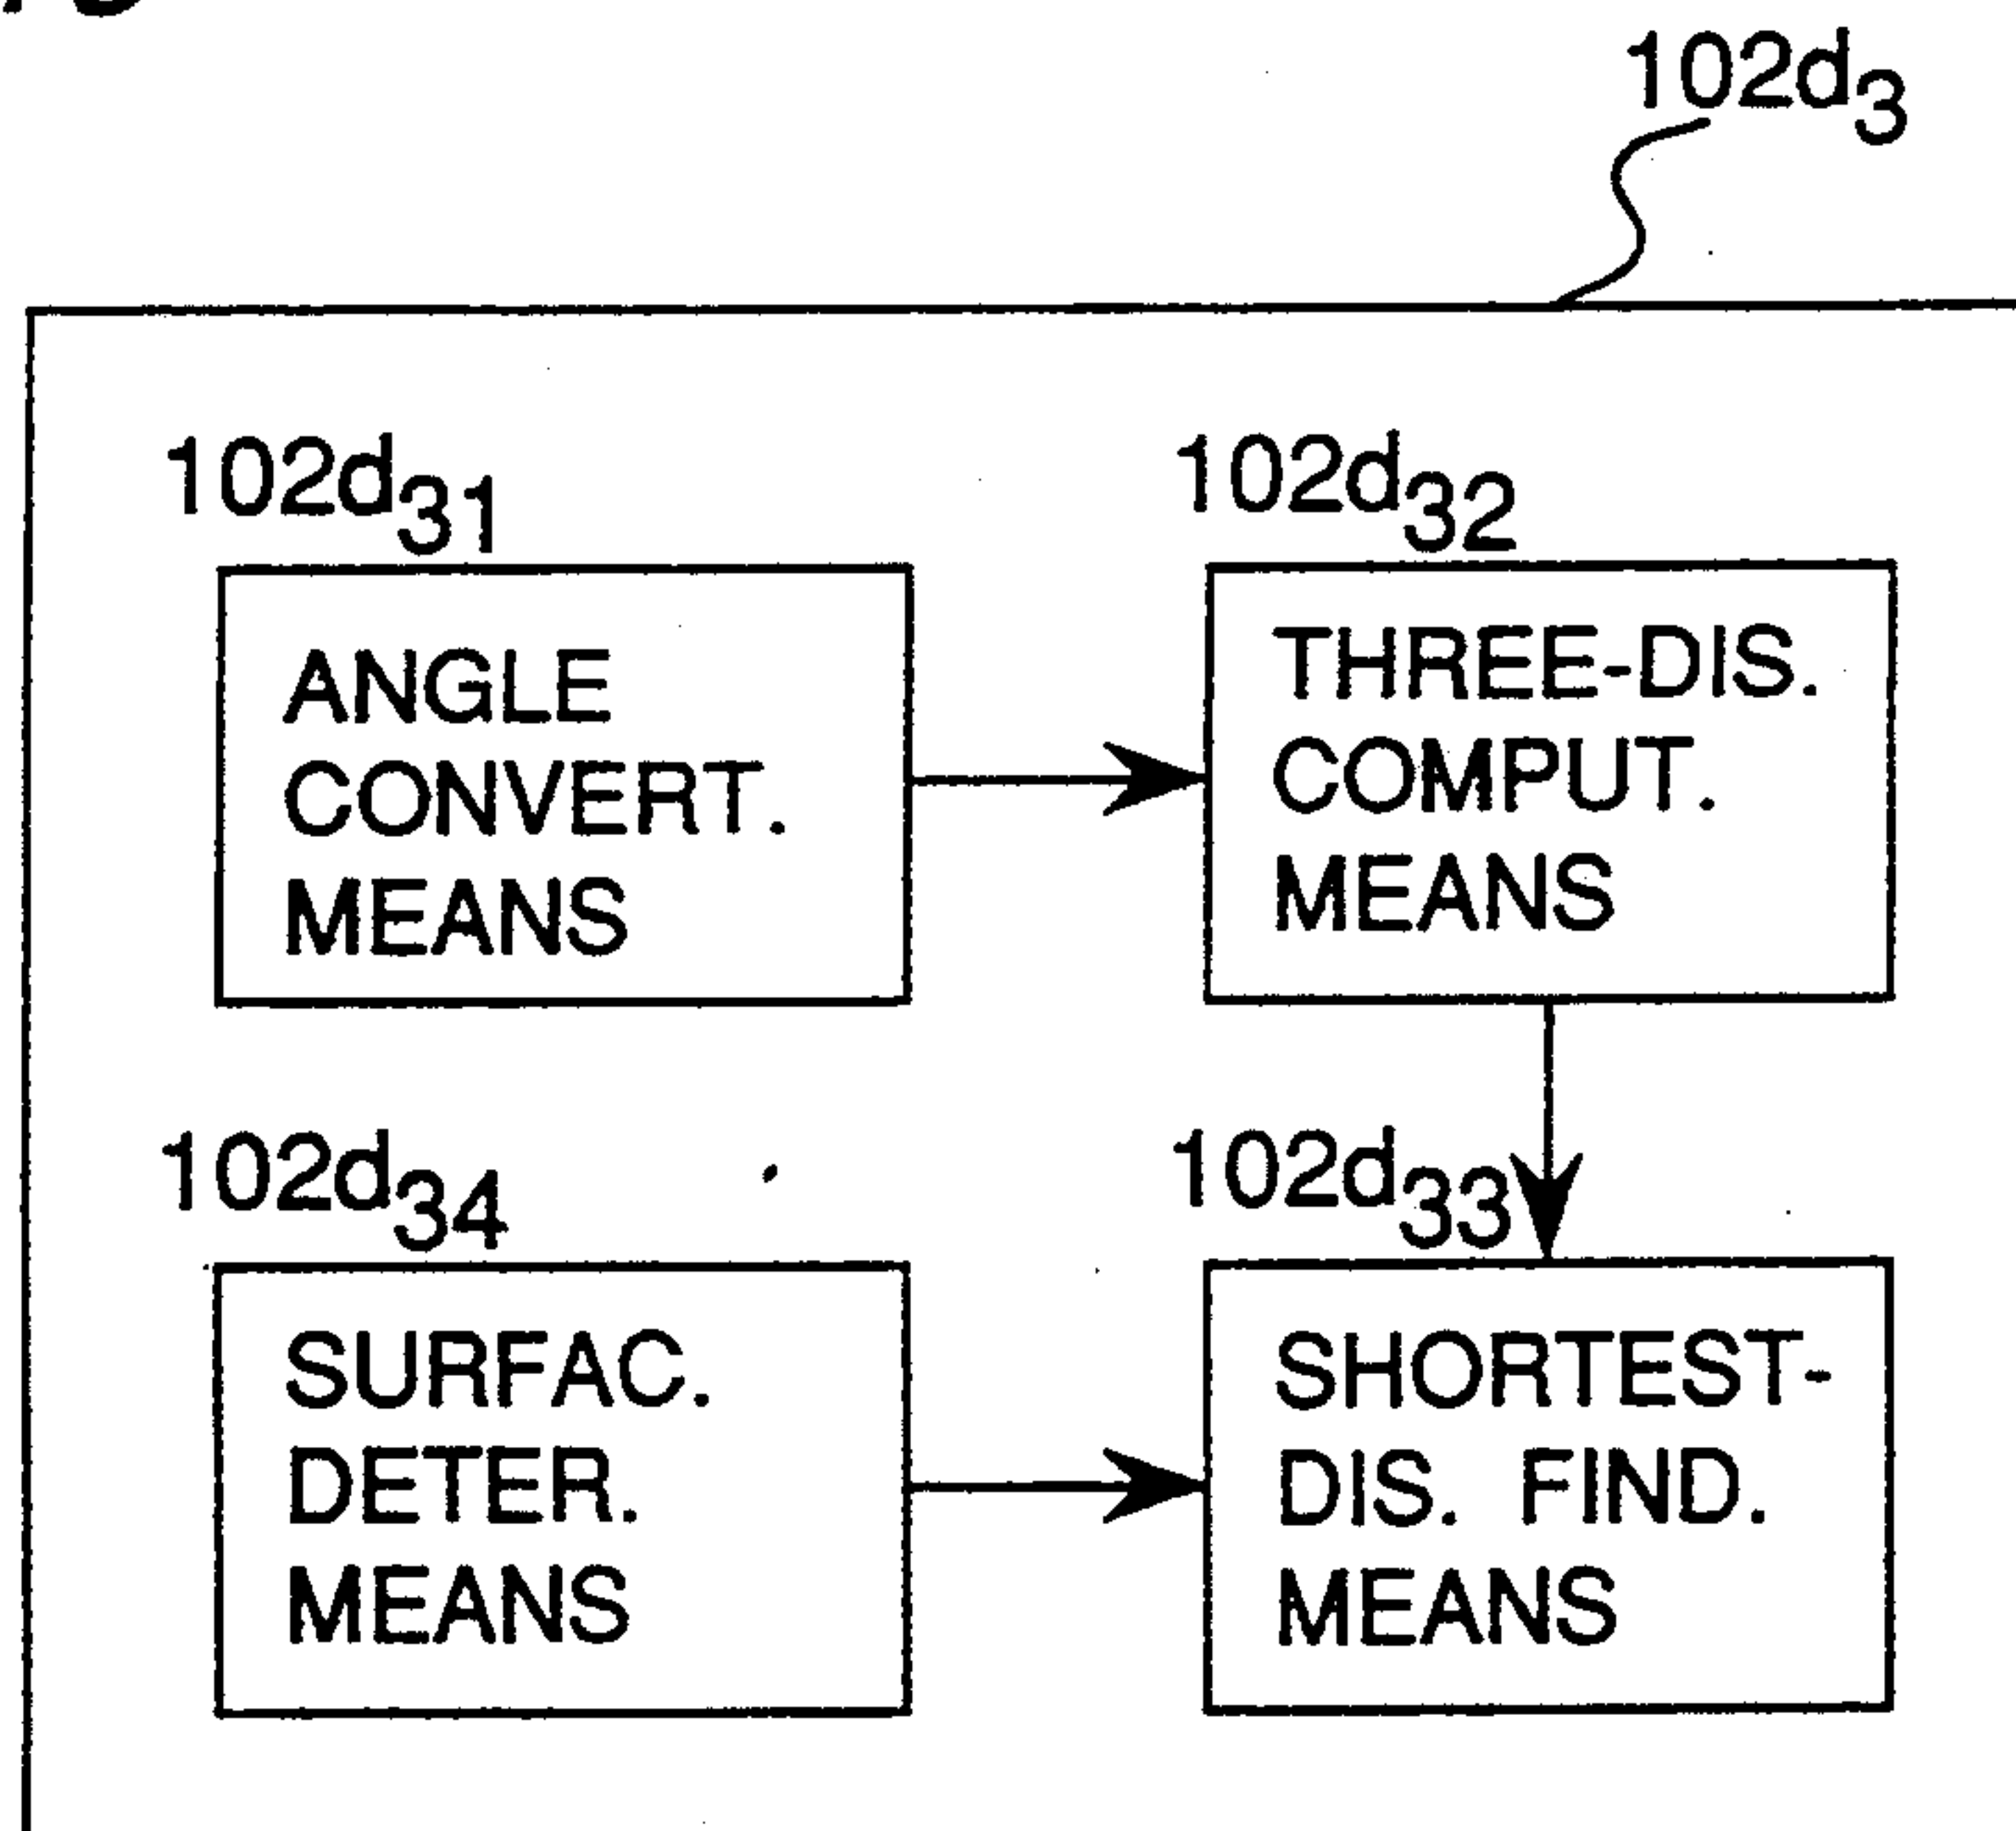 102d3
102d31
ANGLE
CONVERT.
MEANS
102d32
THREE-DIS.
COMPUT.
MEANS
102d34
SURFAC.
DETER.
MEANS
102d33
SHORTEST-
DIS. FIND.
MEANS